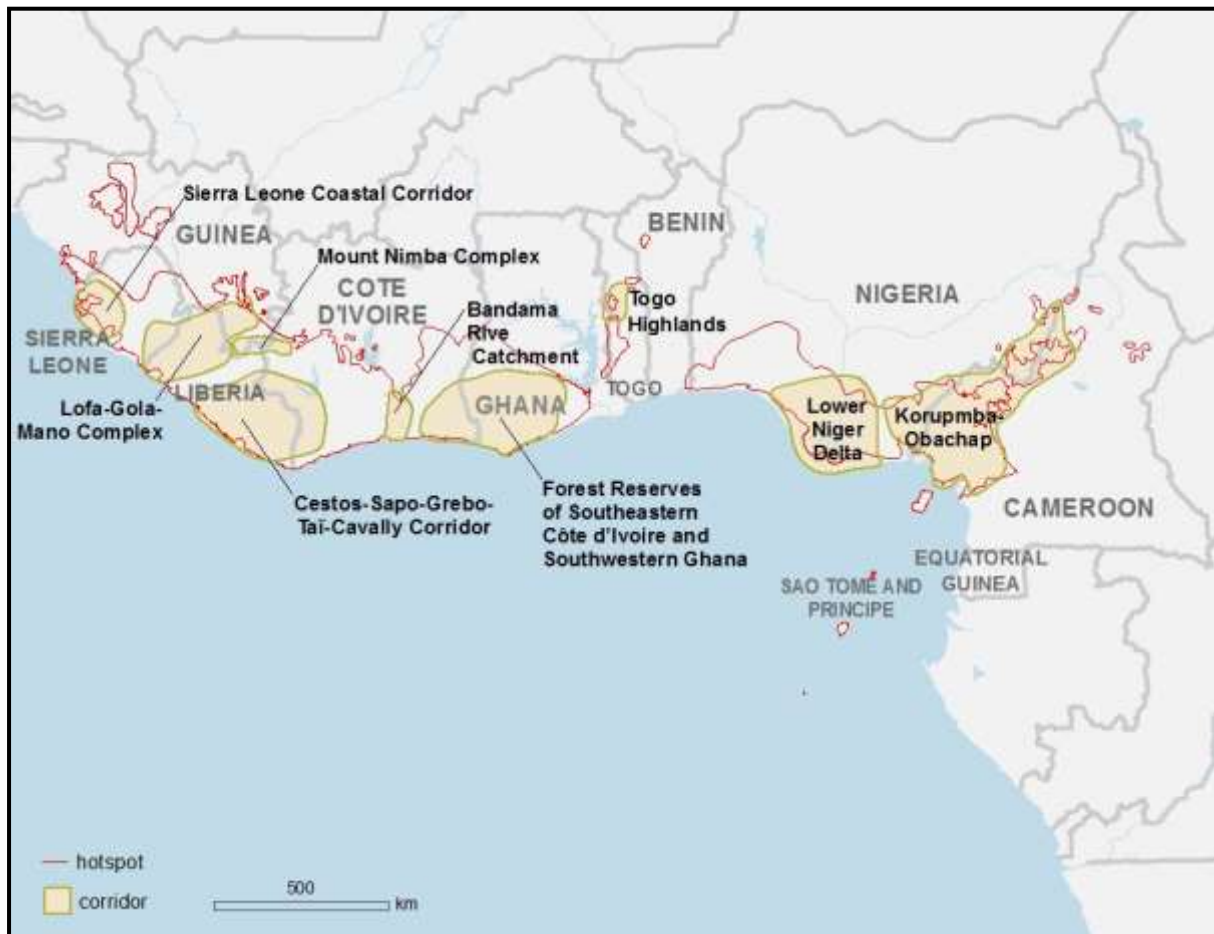 Sierra Leone Coastal Corridor
GUINEA
Mount Nimba Complex
COTE
D'IVOIRE
Bandama
Rive
Catchment
BENIN
Togo
Highlands
NIGERIA
SIERRA
LEONE
LIBERIA
Lofa-Gola-
Mano Complex
GHANA
TOGO
Lower
Niger
Delta
Korupmba-
Obachap
Cestos-Sapo-Grebo-
Taï-Cavally Corridor
Forest Reserves
of Southeastern
Côte d'Ivoire and
Southwestern Ghana
CAMEROON
EQUATORIAL
GUINEA
SAO TOME AND
PRINCIPE
hotspot
corridor
500
km